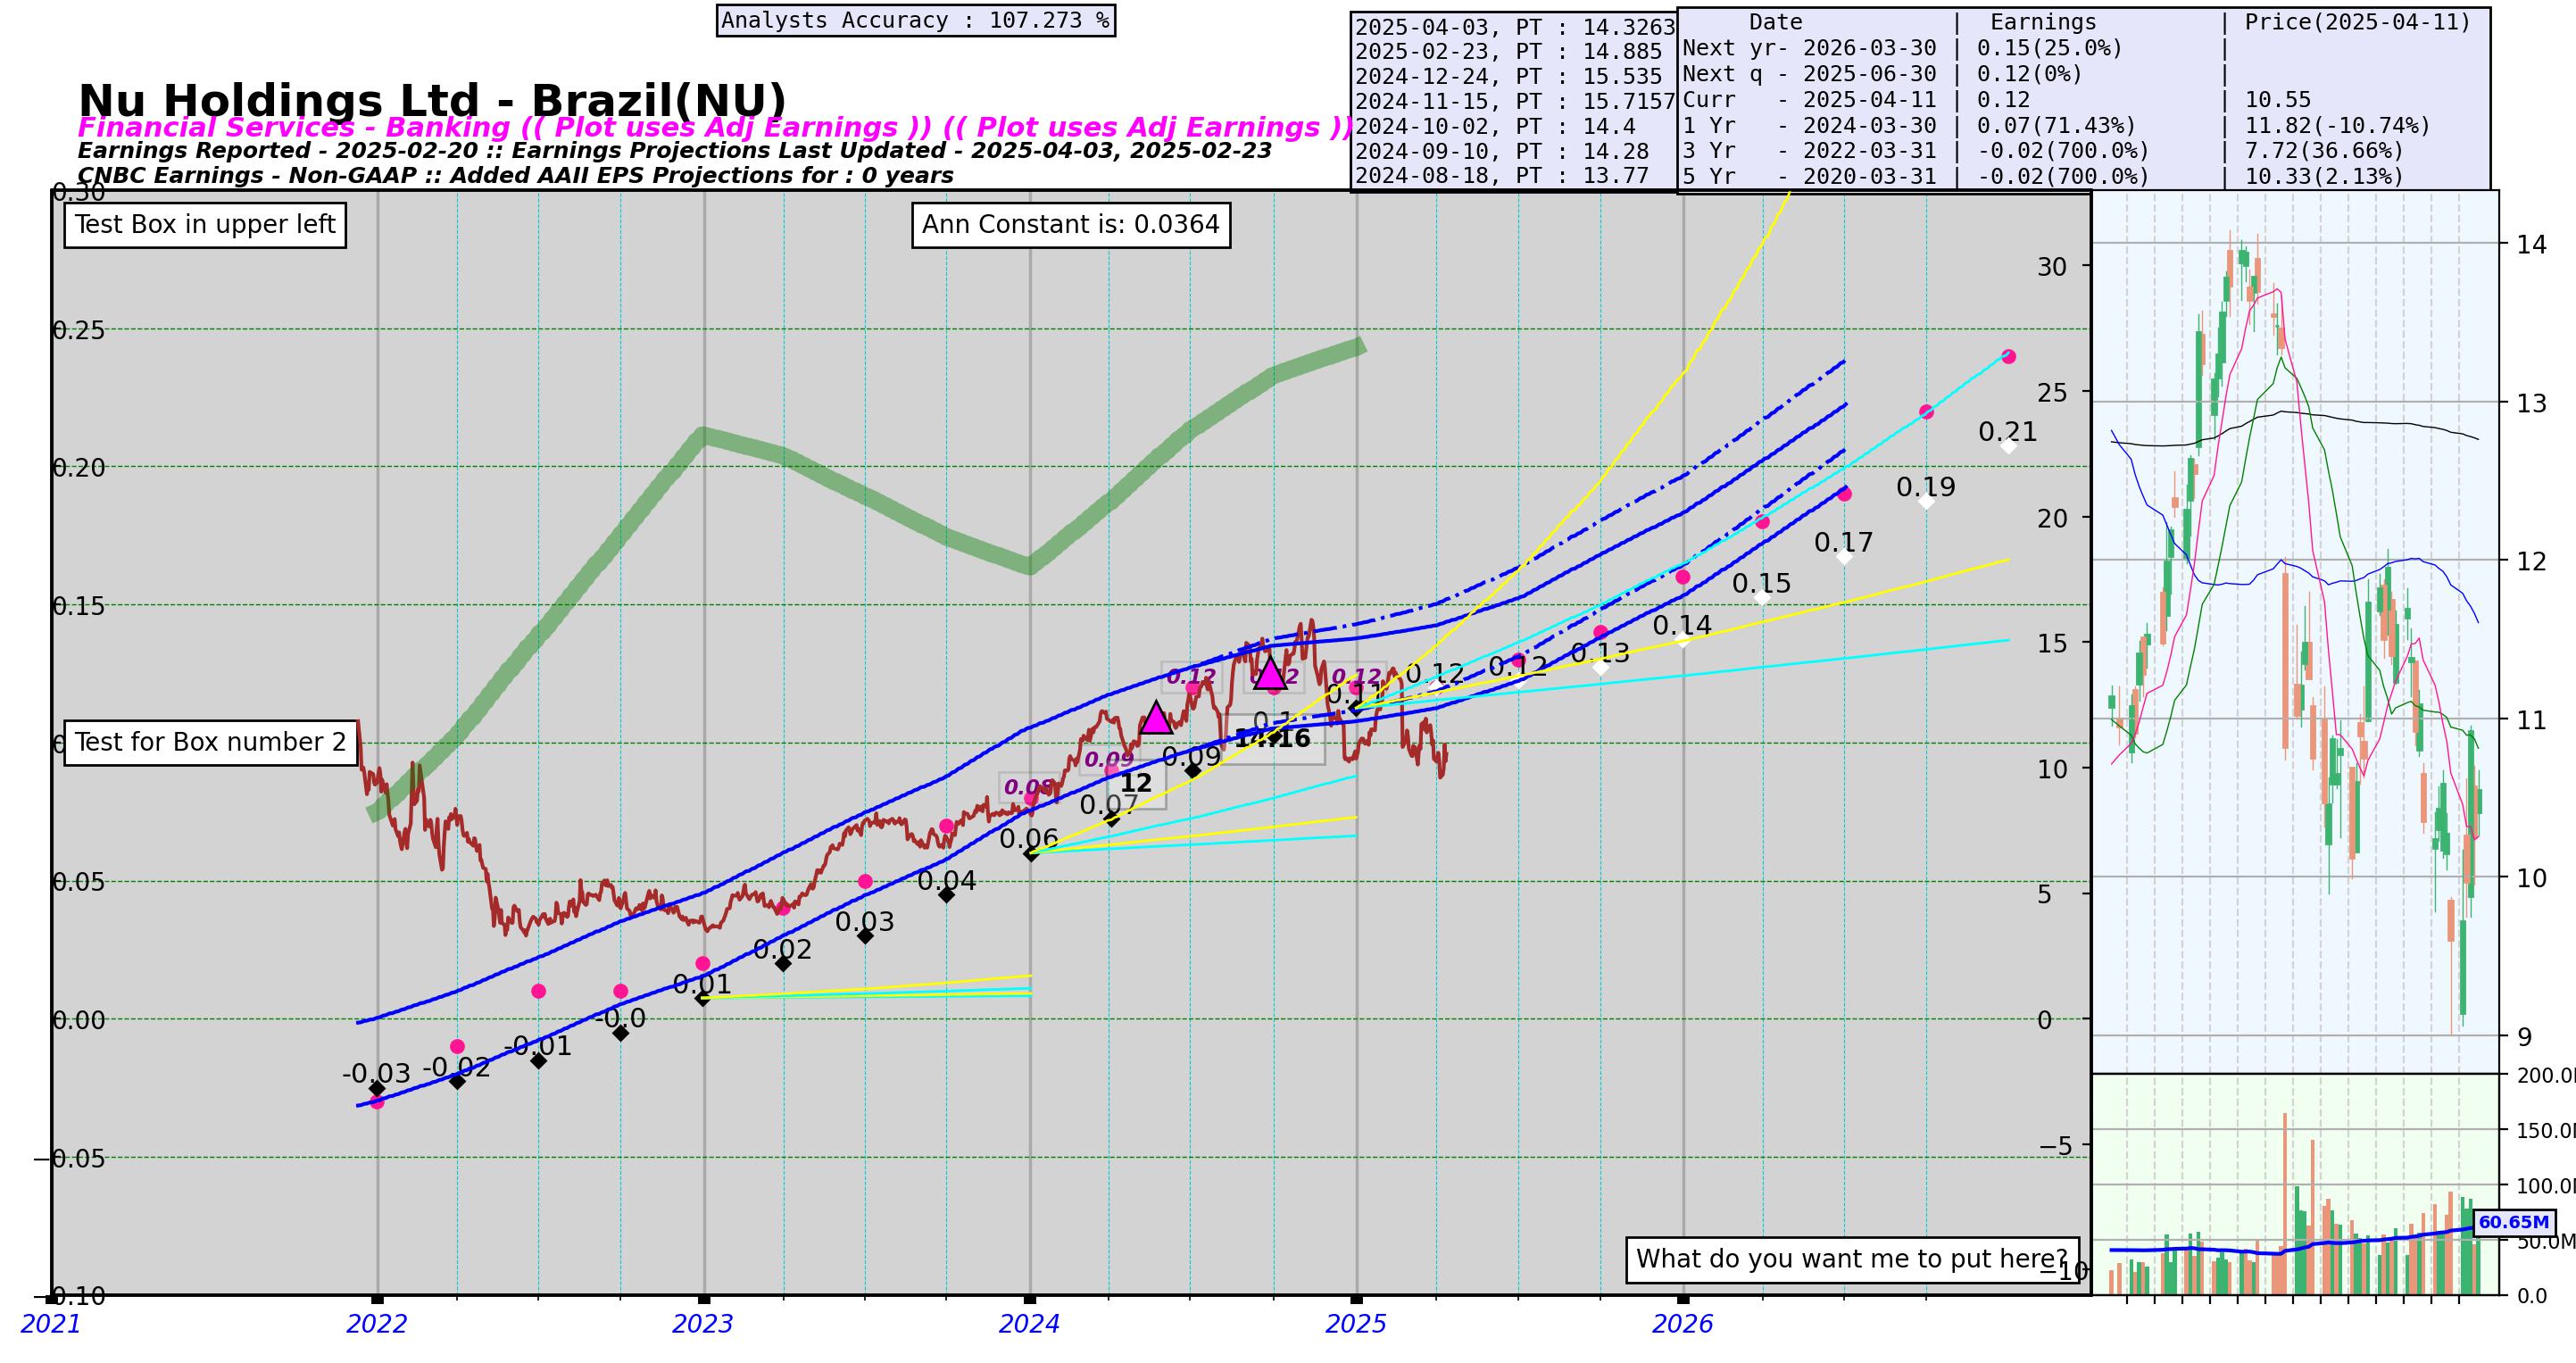 Analysts Accuracy : 107.273 %
Nu Holdings Ltd - Brazil(NU)
Financial Services - Banking (( Plot uses Adj Earnings )) (( Plot uses Adj Earnings ))
Earnings Reported - 2025-02-20 :: Earnings Projections Last Updated - 2025-04-03, 2025-02-23
CNBC Earnings - Non-GAAP :: Added AAII EPS Projections for : 0 years
2025-04-03, PT : 14.3263
2025-02-23, PT : 14.885
2024-12-24, PT : 15.535
2024-11-15, PT : 15.7157
2024-10-02, PT : 14.4
2024-09-10, PT : 14.28
2024-08-18, PT : 13.77
Date | Earnings | Price(2025-04-11)
Next yr- 2026-03-30 | 0.15(25.0%) |
Next q - 2025-06-30 | 0.12(0%) |
Curr - 2025-04-11 | 0.12 | 10.55
1 Yr - 2024-03-30 | 0.07(71.43%) | 11.82(-10.74%)
3 Yr - 2022-03-31 | -0.02(700.0%) | 7.72(36.66%)
5 Yr - 2020-03-31 | -0.02(700.0%) | 10.33(2.13%)
Test Box in upper left
Ann Constant is: 0.0364
Test for Box number 2
What do you want me to put here?
0.30
0.25
0.20
0.15
0.05
0.00
−0.05
−0.10
-0.03
-0.02
-0.01
-0.0
0.01
0.02
0.03
0.04
0.06
0.07
0.09
0.1
0.11
0.12
0.12
0.13
0.14
0.15
0.17
0.19
0.21
0.08
0.09
0.12
0.12
12
14.16
30
25
20
15
10
5
0
−5
−10
14
13
12
11
10
9
200.0
150.0
100.0
60.65M
50.0M
0.0
2021
2022
2023
2024
2025
2026